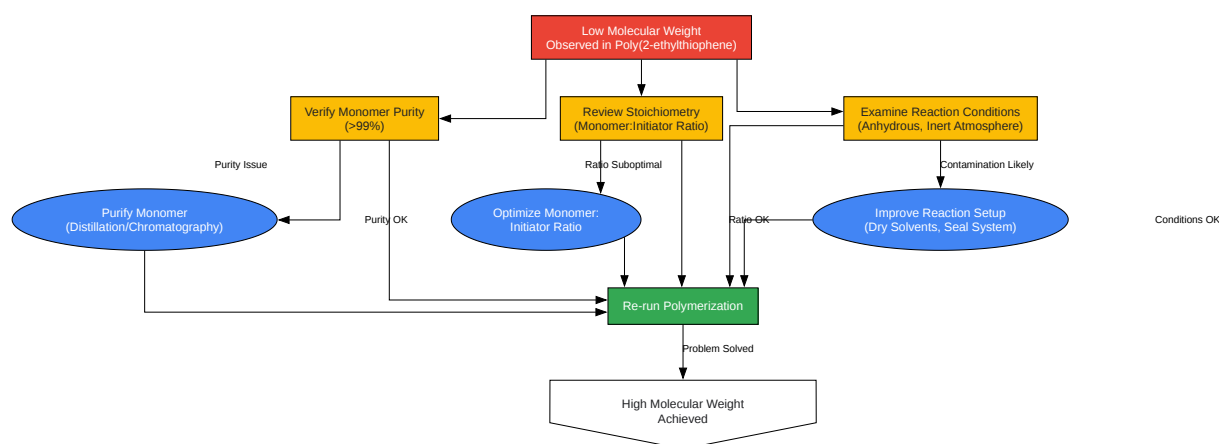 Low Molecular Weight
Observed in Poly(2-ethylthiophene)
Verify Monomer Purity
(>99%)
Review Stoichiometry
(Monomer:Initiator Ratio)
Examine Reaction Conditions
(Anhydrous, Inert Atmosphere)
Purity Issue
Ratio Suboptimal
Contamination Likely
Purify Monomer
(Distillation/Chromatography)
Purity OK
Optimize Monomer:
Initiator Ratio
Ratio OK
Improve Reaction Setup
(Dry Solvents, Seal System)
Conditions OK
Re-run Polymerization
Problem Solved
High Molecular Weight
Achieved